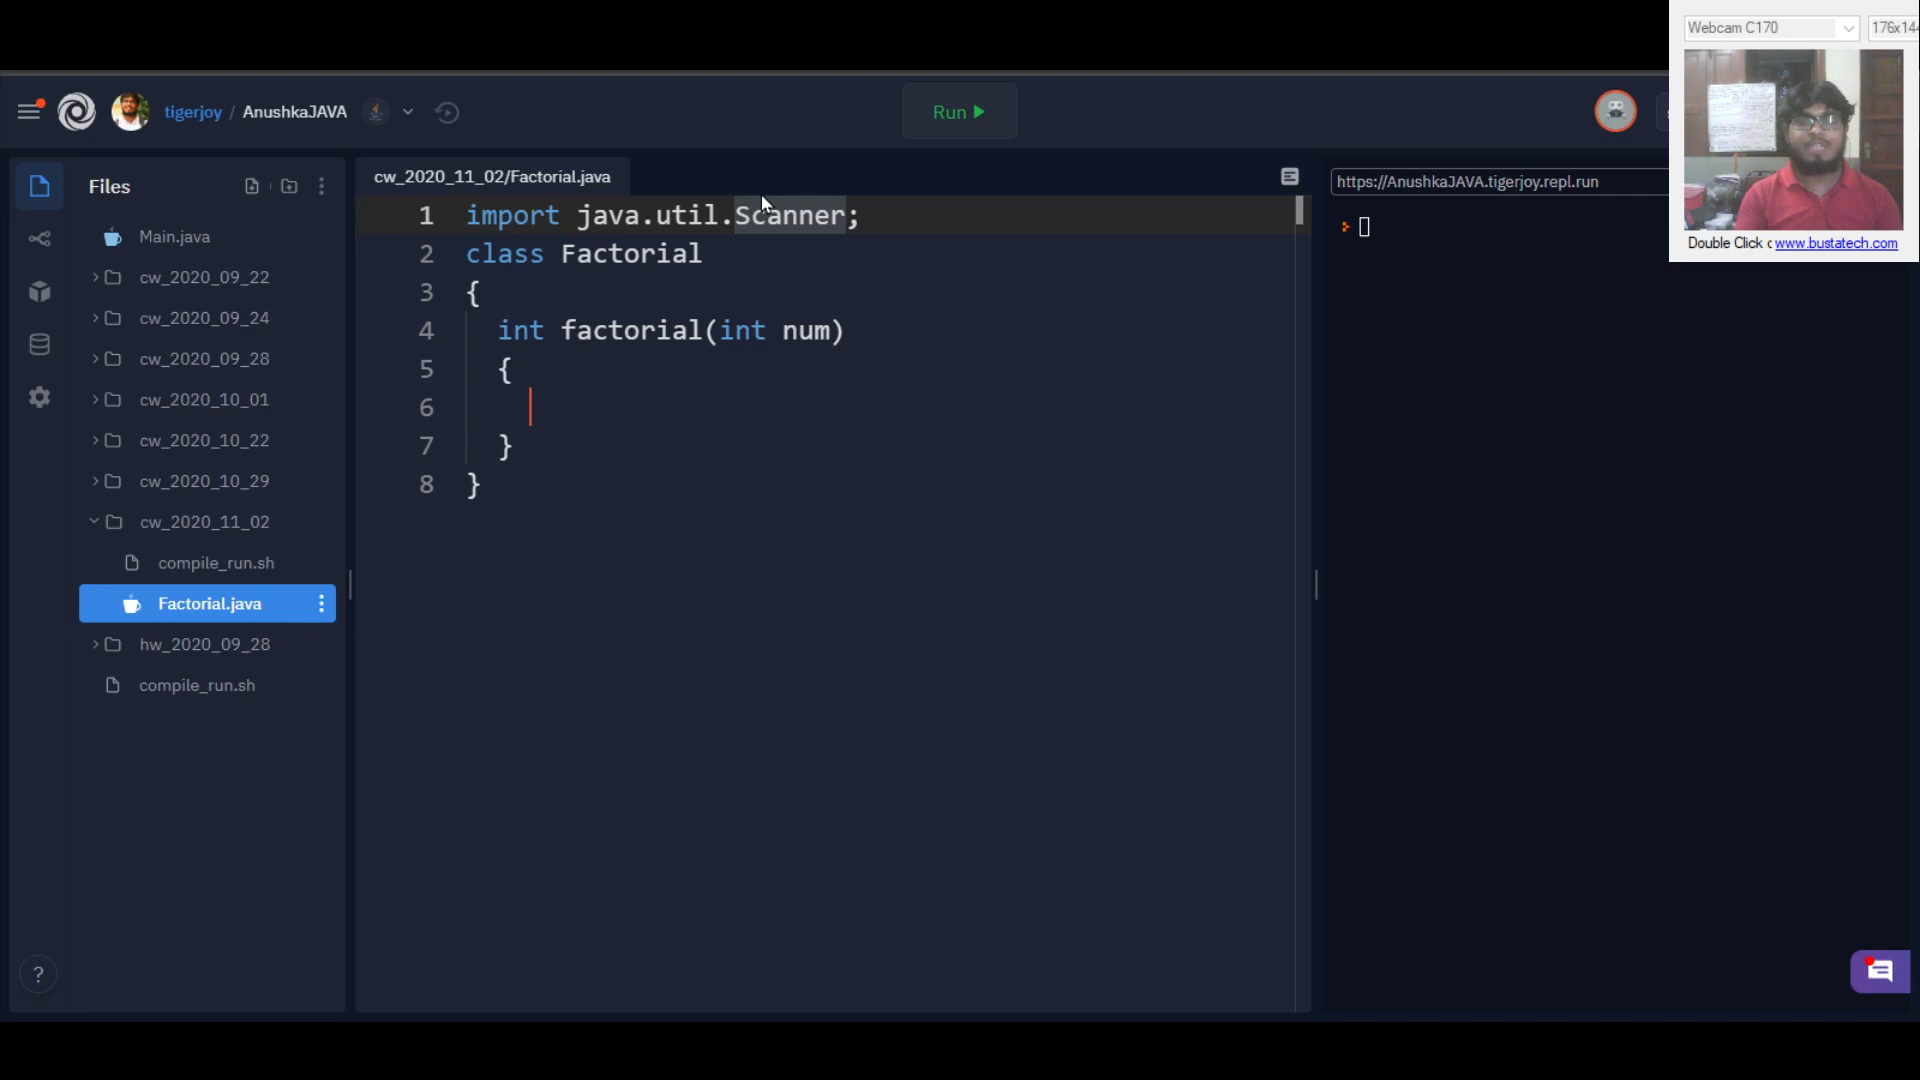 Webcam C170
176x144
tigerjoy / AnushkaJAVA
Run
Files
cw_2020_11_02/Factorial.java
https://AnushkaJAVA.tigerjoy.repl.run
Double Click
www.bustatech.com
Main.java
cw_2020_09_22
cw_2020_09_24
cw_2020_09_28
cw_2020_10_01
cw_2020_10_22
cw_2020_10_29
cw_2020_11_02
compile_run.sh
Factorial.java
hw_2020_09_28
compile_run.sh
1 import java.util.Scanner;
2 class Factorial
3 {
4 int factorial(int num)
5 {
6
7 }
8 }
?